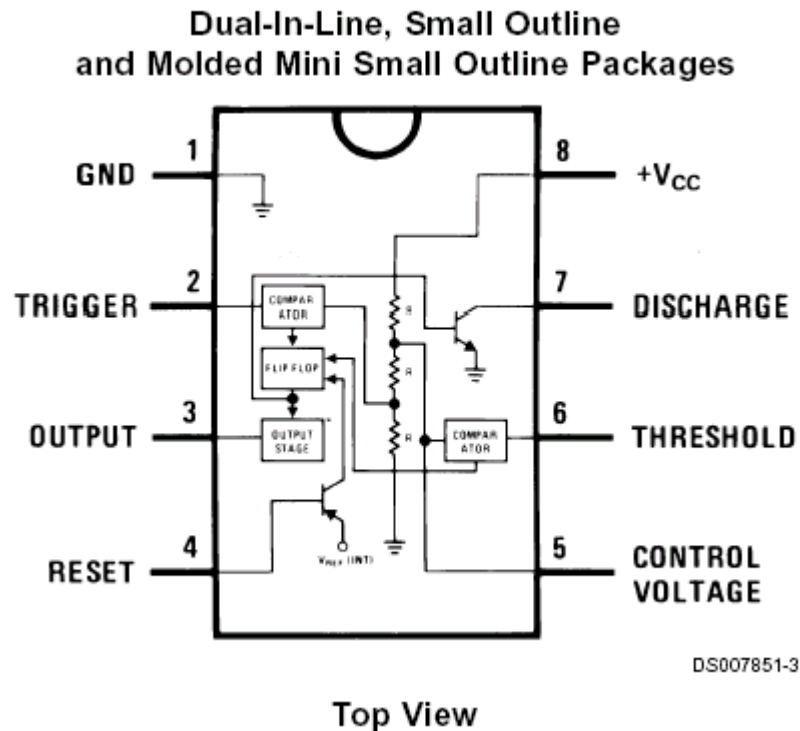 Dual-In-Line, Small Outline
and Molded Mini Small Outline Packages
1
GND
8
+VCC
2
TRIGGER
COMPAR
ATOR
R
7
DISCHARGE
FLIP FLOP
R
3
OUTPUT
OUTPUT
STAGE
R
COMPAR
ATOR
6
THRESHOLD
4
RESET
VREF (INT)
5
CONTROL
VOLTAGE
DS007851-3
Top View